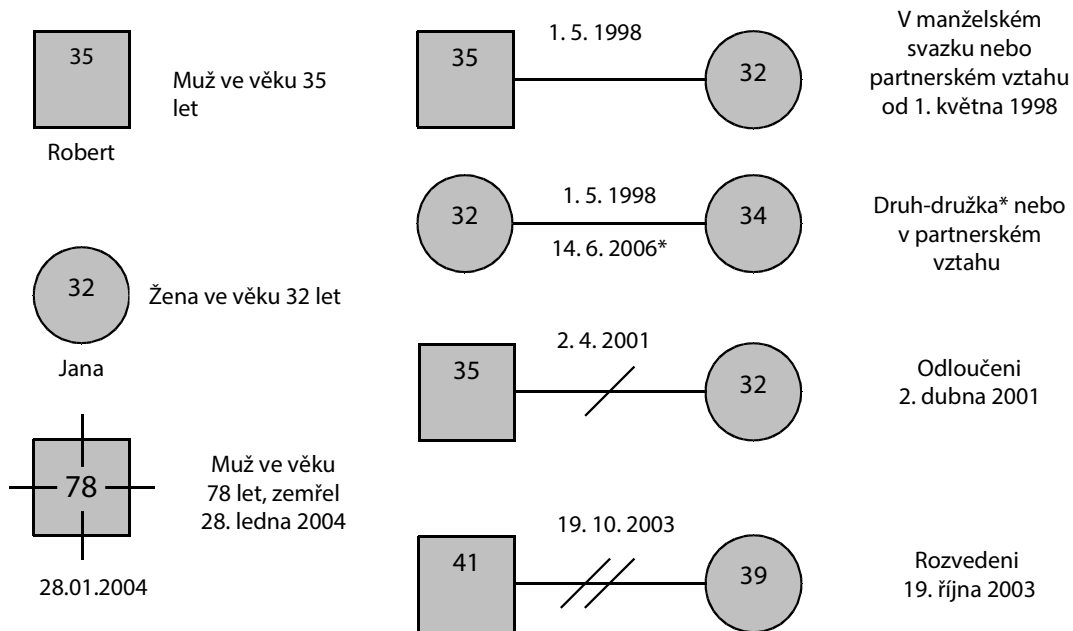 35
Muž ve věku 35
let
Robert
32
Žena ve věku 32 let
Jana
78
Muž ve věku
78 let, zemřel
28. ledna 2004
28.01.2004
1. 5. 1998
35
32
V manželském
svazku nebo
partnerském vztahu
od 1. května 1998
1. 5. 1998
32
34
14. 6. 2006*
Druh-družka* nebo
v partnerském
vztahu
2. 4. 2001
35
32
Odloučeni
2. dubna 2001
19. 10. 2003
41
39
Rozvedeni
19. října 2003